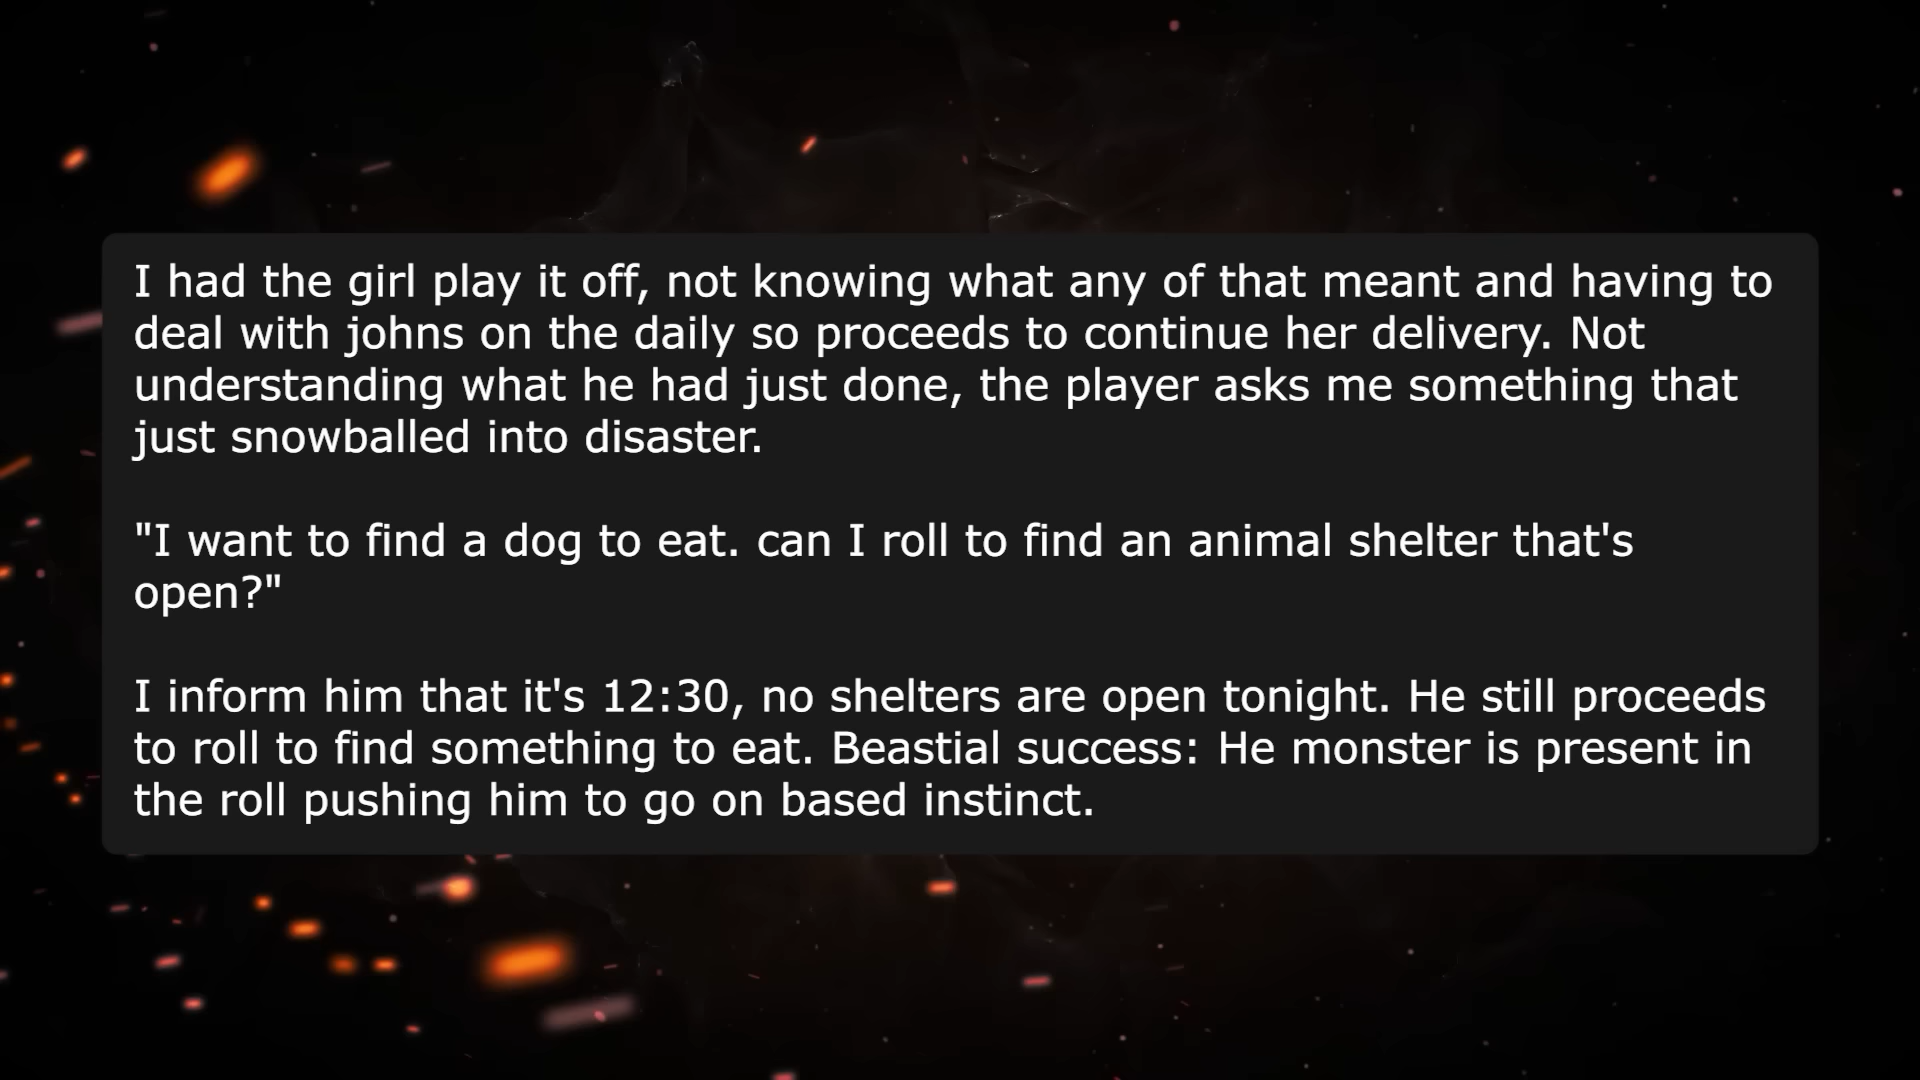 I had the girl play it off, not knowing what any of that meant and having to
deal with johns on the daily so proceeds to continue her delivery. Not
understanding what he had just done, the player asks me something that
just snowballed into disaster.
"I want to find a dog to eat. can I roll to find an animal shelter that's
open?"
I inform him that it's 12:30, no shelters are open tonight. He still proceeds
to roll to find something to eat. Beastial success: He monster is present in
the roll pushing him to go on based instinct.